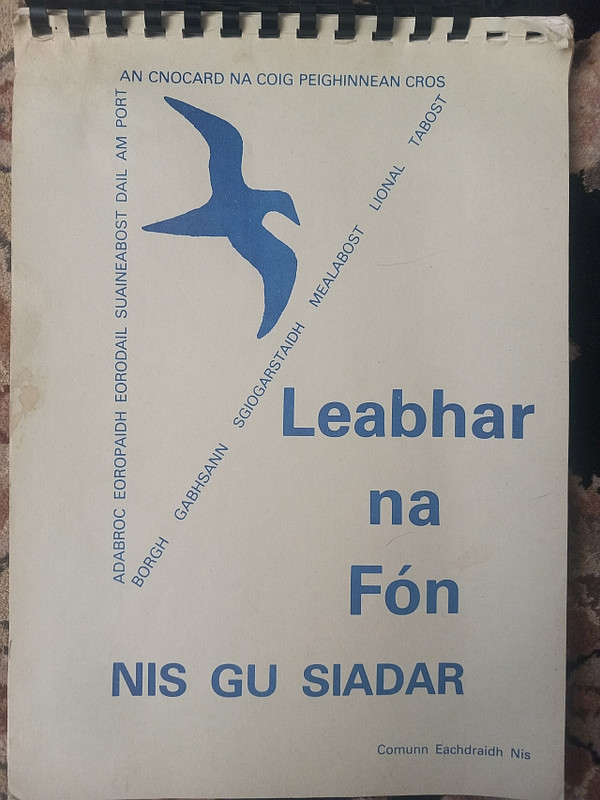 AN CNOCARD NA COIG PEIGHINNEAN CROS
ADABROC EOROPAIDH EORODAIL SUAINEABOST DAIL AM PORT
BORGH GABHSANN SGIOGARSTAIDH MEALABOST LIONAL TABOST
Leabhar
na
Fón
NIS GU SIADAR
Comunn Eachdraidh Nis